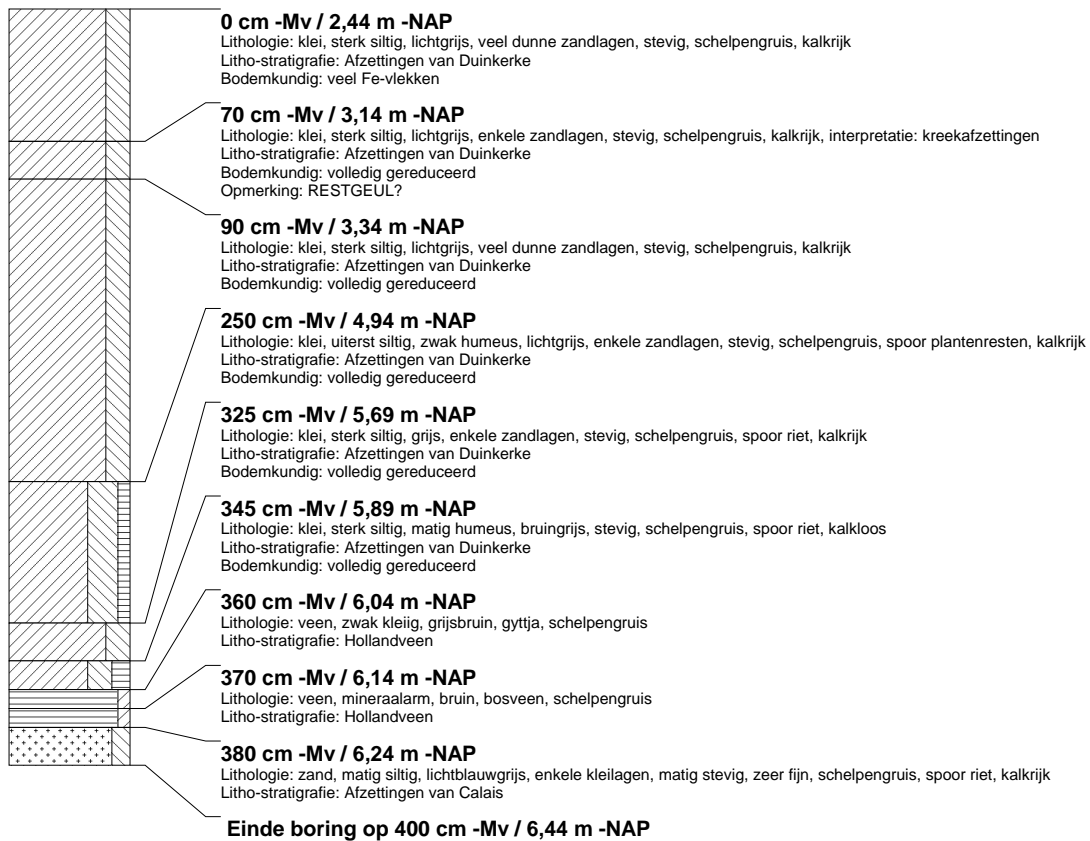 0 cm -Mv / 2,44 m -NAP
Lithologie: klei, sterk siltig, lichtgrijs, veel dunne zandlagen, stevig, schelpengruis, kalkrijk
Litho-stratigrafie: Afzettingen van Duinkerke
Bodemkundig: veel Fe-vlekken
70 cm -Mv / 3,14 m -NAP
Lithologie: klei, sterk siltig, lichtgrijs, enkele zandlagen, stevig, schelpengruis, kalkrijk, interpretatie: kreekafzettingen
Litho-stratigrafie: Afzettingen van Duinkerke
Bodemkundig: volledig gereduceerd
Opmerking: RESTGEUL?
90 cm -Mv / 3,34 m -NAP
Lithologie: klei, sterk siltig, lichtgrijs, veel dunne zandlagen, stevig, schelpengruis, kalkrijk
Litho-stratigrafie: Afzettingen van Duinkerke
Bodemkundig: volledig gereduceerd
250 cm -Mv / 4,94 m -NAP
Lithologie: klei, uiterst siltig, zwak humeus, lichtgrijs, enkele zandlagen, stevig, schelpengruis, spoor plantenresten, kalkrijk
Litho-stratigrafie: Afzettingen van Duinkerke
Bodemkundig: volledig gereduceerd
325 cm -Mv / 5,69 m -NAP
Lithologie: klei, sterk siltig, grijs, enkele zandlagen, stevig, schelpengruis, spoor riet, kalkrijk
Litho-stratigrafie: Afzettingen van Duinkerke
Bodemkundig: volledig gereduceerd
345 cm -Mv / 5,89 m -NAP
Lithologie: klei, sterk siltig, matig humeus, bruingrijs, stevig, schelpengruis, spoor riet, kalkloos
Litho-stratigrafie: Afzettingen van Duinkerke
Bodemkundig: volledig gereduceerd
360 cm -Mv / 6,04 m -NAP
Lithologie: veen, zwak kleiig, grijsbruin, gyttja, schelpengruis
Litho-stratigrafie: Hollandveen
370 cm -Mv / 6,14 m -NAP
Lithologie: veen, mineraalarm, bruin, bosveen, schelpengruis
Litho-stratigrafie: Hollandveen
380 cm -Mv / 6,24 m -NAP
Lithologie: zand, matig siltig, lichtblauwgrijs, enkele kleilagen, matig stevig, zeer fijn, schelpengruis, spoor riet, kalkrijk
Litho-stratigrafie: Afzettingen van Calais
Einde boring op 400 cm -Mv / 6,44 m -NAP